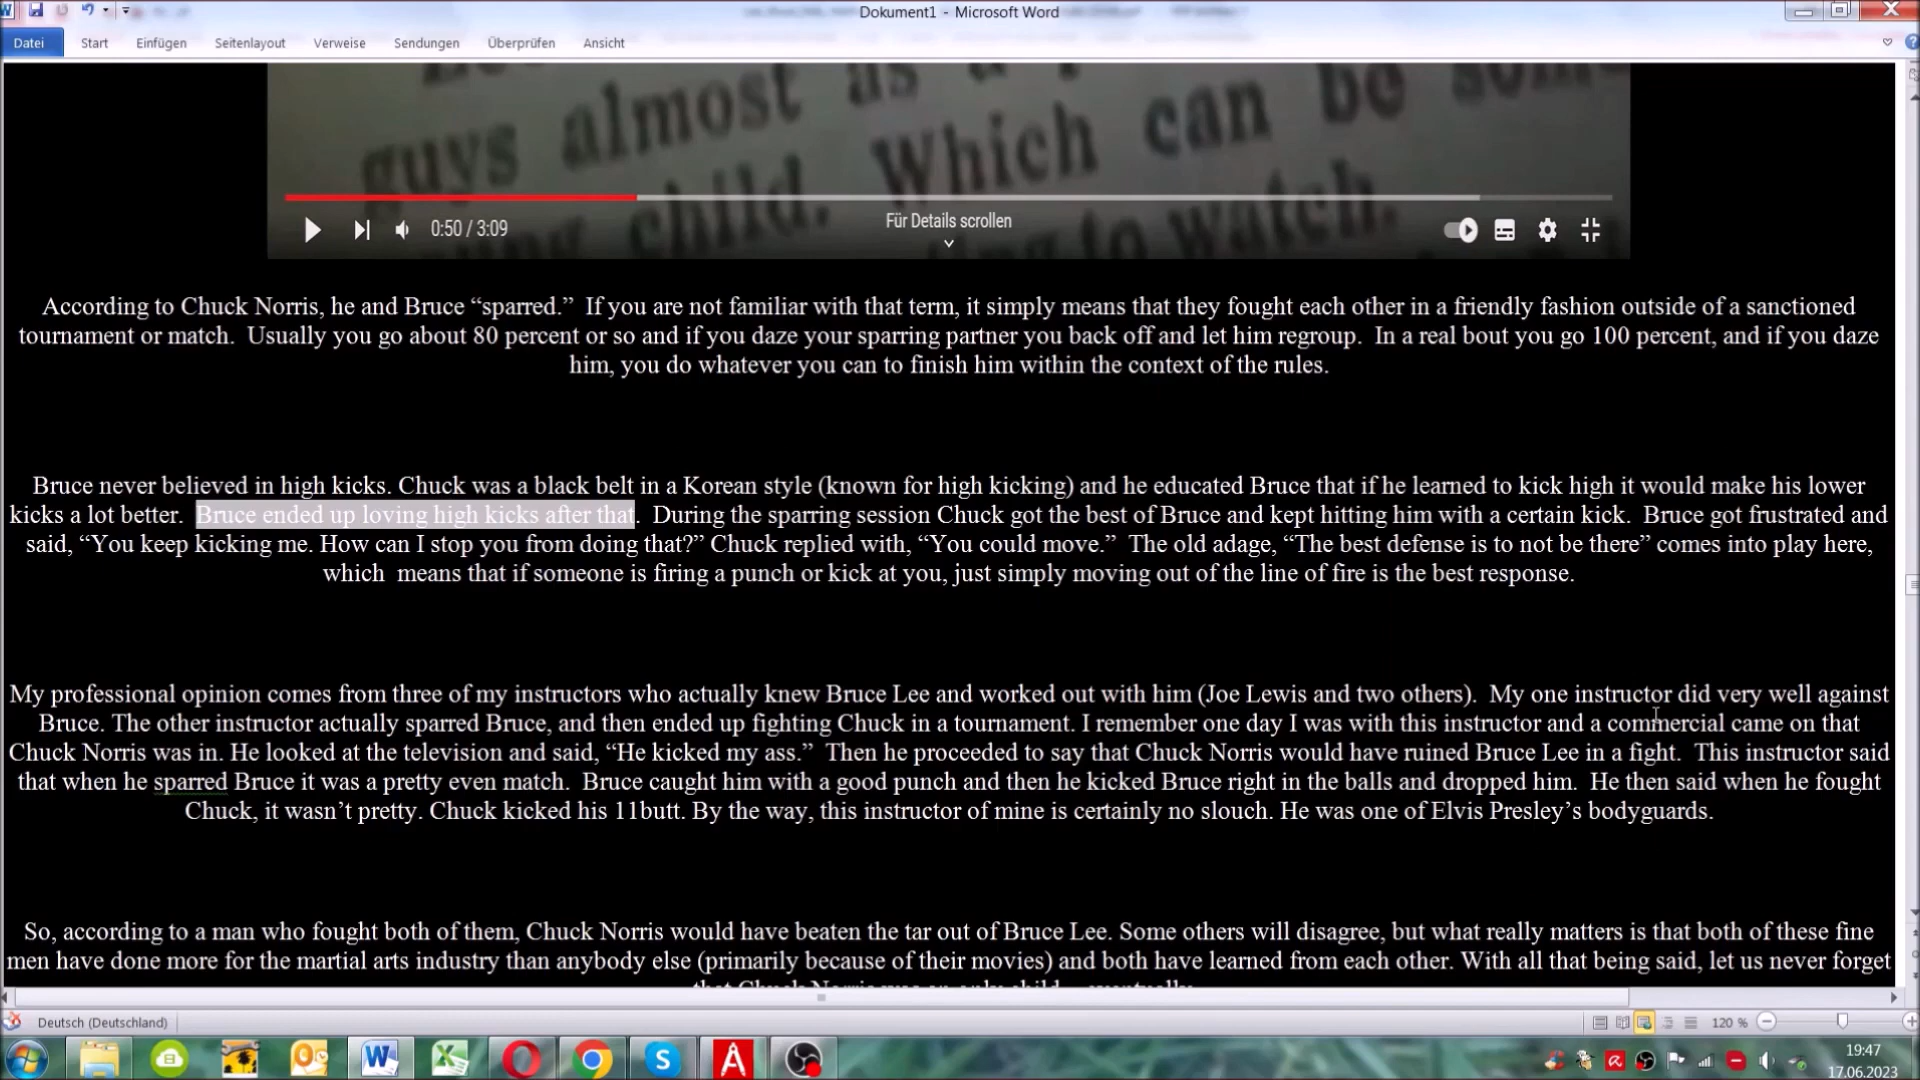 Dokument1 - Microsoft Word
Datei Start Einfügen Seitenlayout Verweise Sendungen Überprüfen Ansicht
guys almost as a
child. Which can be som
to watch.
0:50 / 3:09
Für Details scrollen
According to Chuck Norris, he and Bruce “sparred.”  If you are not familiar with that term, it simply means that they fought each other in a friendly fashion outside of a sanctioned
tournament or match.  Usually you go about 80 percent or so and if you daze your sparring partner you back off and let him regroup.  In a real bout you go 100 percent, and if you daze
him, you do whatever you can to finish him within the context of the rules.
Bruce never believed in high kicks. Chuck was a black belt in a Korean style (known for high kicking) and he educated Bruce that if he learned to kick high it would make his lower
kicks a lot better.  Bruce ended up loving high kicks after that.  During the sparring session Chuck got the best of Bruce and kept hitting him with a certain kick.  Bruce got frustrated and
said, “You keep kicking me. How can I stop you from doing that?” Chuck replied with, “You could move.”  The old adage, “The best defense is to not be there” comes into play here,
which  means that if someone is firing a punch or kick at you, just simply moving out of the line of fire is the best response.
My professional opinion comes from three of my instructors who actually knew Bruce Lee and worked out with him (Joe Lewis and two others).  My one instructor did very well against
Bruce. The other instructor actually sparred Bruce, and then ended up fighting Chuck in a tournament. I remember one day I was with this instructor and a commercial came on that
Chuck Norris was in. He looked at the television and said, “He kicked my ass.”  Then he proceeded to say that Chuck Norris would have ruined Bruce Lee in a fight.  This instructor said
that when he sparred Bruce it was a pretty even match.  Bruce caught him with a good punch and then he kicked Bruce right in the balls and dropped him.  He then said when he fought
Chuck, it wasn’t pretty. Chuck kicked his 11butt. By the way, this instructor of mine is certainly no slouch. He was one of Elvis Presley’s bodyguards.
So, according to a man who fought both of them, Chuck Norris would have beaten the tar out of Bruce Lee. Some others will disagree, but what really matters is that both of these fine
men have done more for the martial arts industry than anybody else (primarily because of their movies) and both have learned from each other. With all that being said, let us never forget
that Chuck Norris was an only child... eventually.
Deutsch (Deutschland)
120 %
19:47
17.06.2023